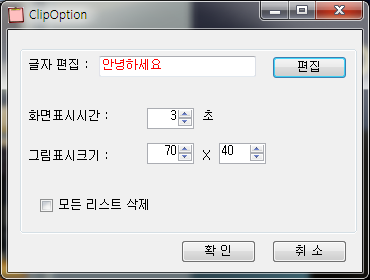 ClipOption
글자 편집 : 안녕하세요 편집
화면표시시간 : 3 초
그림표시크기 : 70 X 40
모든 리스트 삭제
확 인 취 소